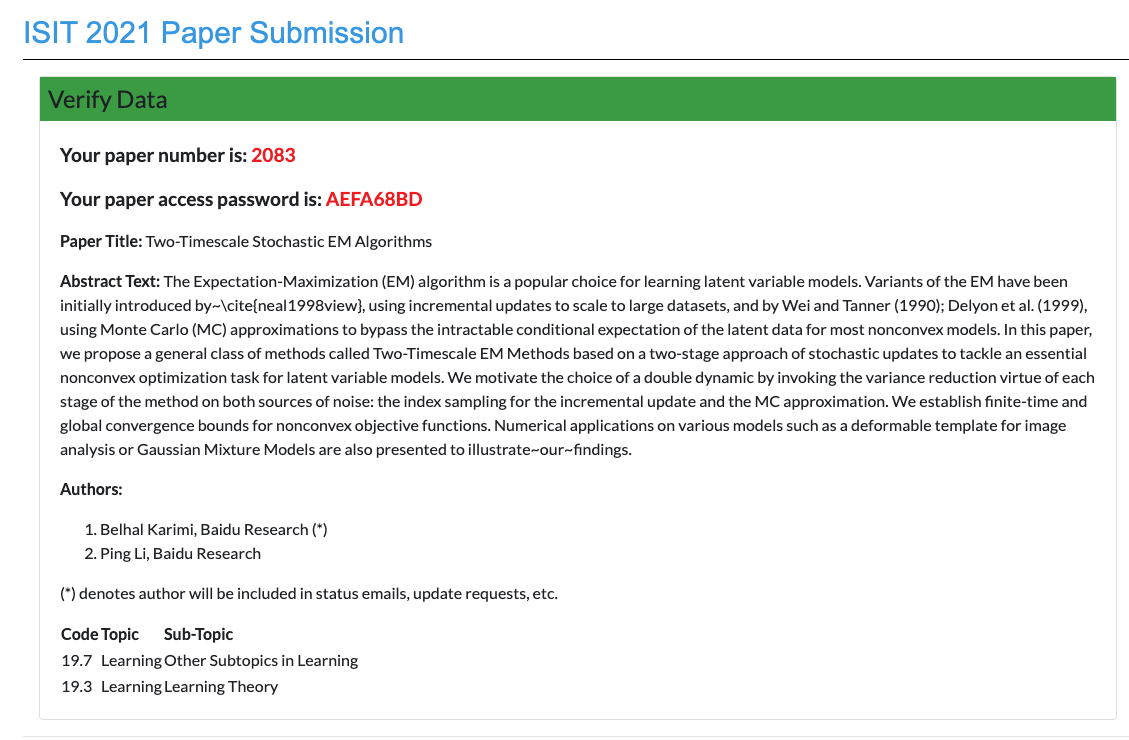 ISIT 2021 Paper Submission
Verify Data
Your paper number is: 2083
Your paper access password is: AEFA68BD
Paper Title: Two-Timescale Stochastic EM Algorithms
Abstract Text: The Expectation-Maximization (EM) algorithm is a popular choice for learning latent variable models. Variants of the EM have been
initially introduced by~\cite{neal1998view}, using incremental updates to scale to large datasets, and by Wei and Tanner (1990); Delyon et al. (1999),
using Monte Carlo (MC) approximations to bypass the intractable conditional expectation of the latent data for most nonconvex models. In this paper,
we propose a general class of methods called Two-Timescale EM Methods based on a two-stage approach of stochastic updates to tackle an essential
nonconvex optimization task for latent variable models. We motivate the choice of a double dynamic by invoking the variance reduction virtue of each
stage of the method on both sources of noise: the index sampling for the incremental update and the MC approximation. We establish finite-time and
global convergence bounds for nonconvex objective functions. Numerical applications on various models such as a deformable template for image
analysis or Gaussian Mixture Models are also presented to illustrate~our~findings.
Authors:
1. Belhal Karimi, Baidu Research (*)
2. Ping Li, Baidu Research
(*) denotes author will be included in status emails, update requests, etc.
Code Topic Sub-Topic
19.7 Learning Other Subtopics in Learning
19.3 Learning Learning Theory